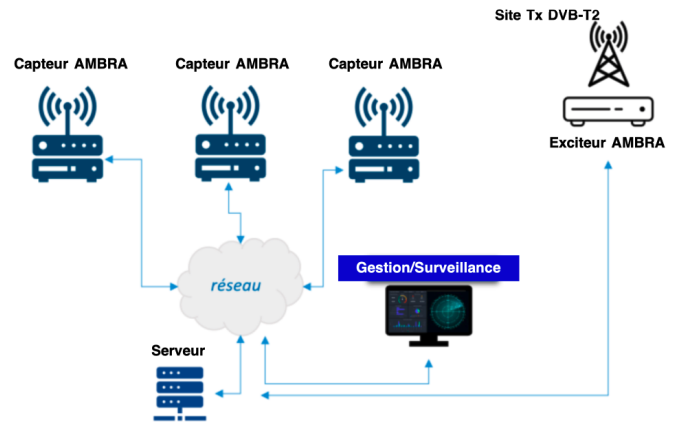 Site Tx DVB-T2
Capteur AMBRA
Capteur AMBRA
Capteur AMBRA
Exciteur AMBRA
Gestion/Surveillance
réseau
Serveur